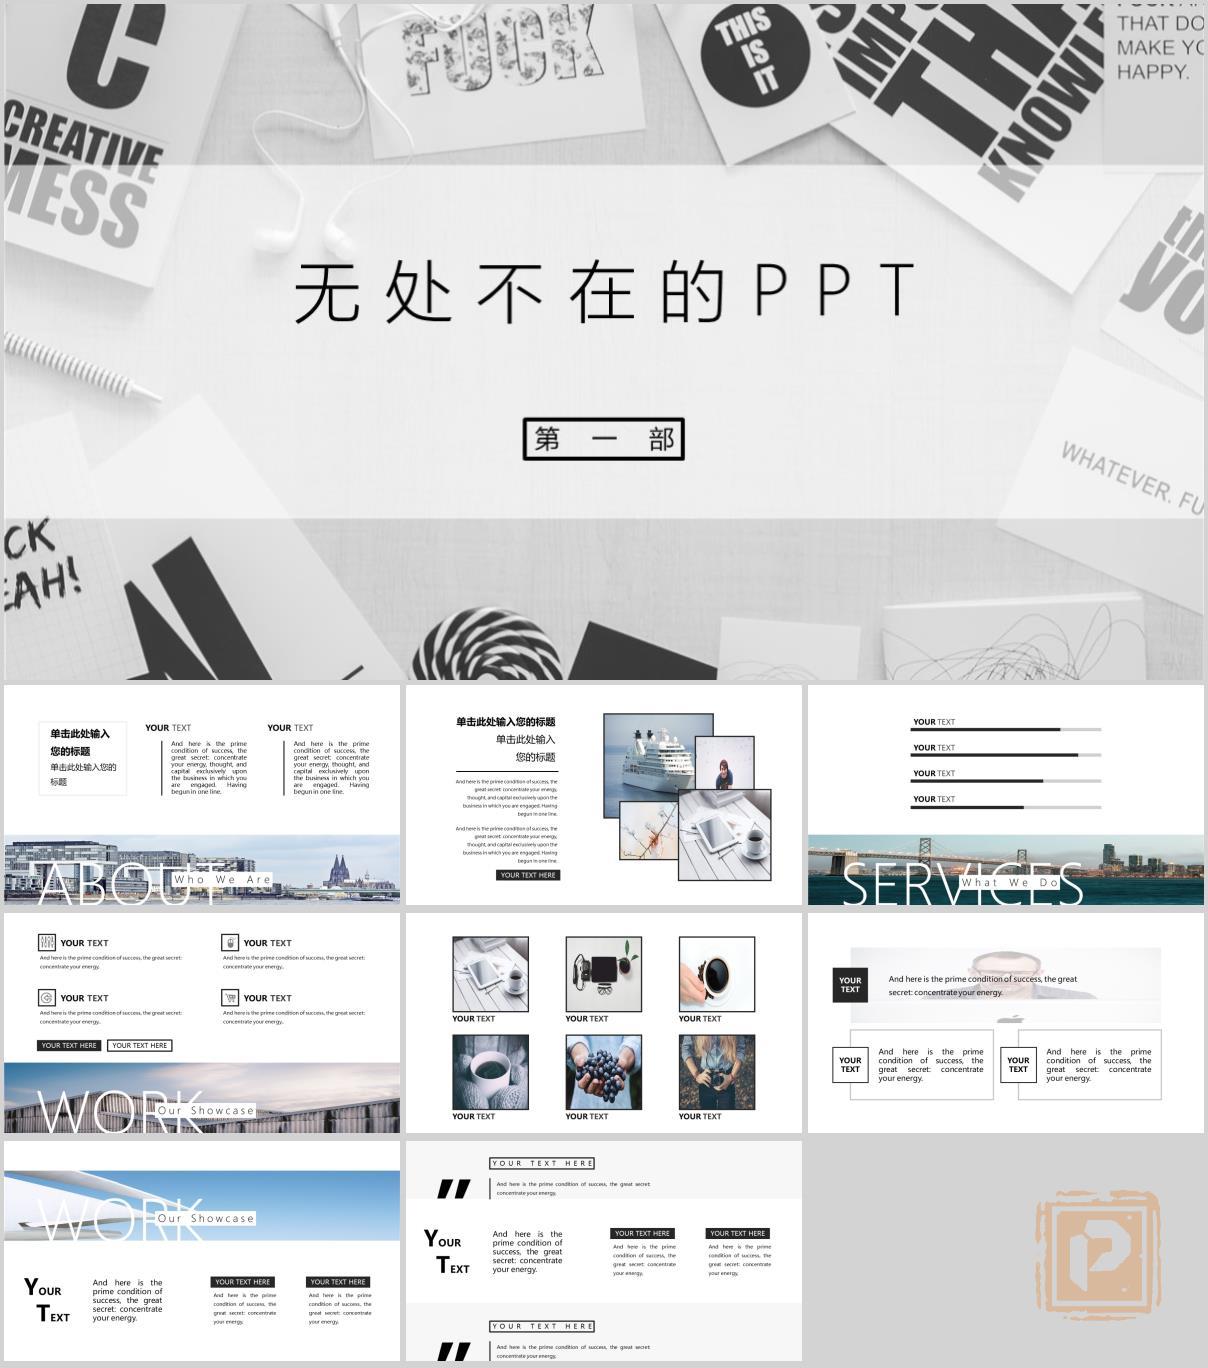 C
CREATIVE
MESS
FUCK
THIS
IS
IT
THA
KNOWL
THAT DO
MAKE YO
HAPPY.
无处不在的PPT
第一部
WHATEVER. FU
CK
EAH!
单击此处输入
您的标题
单击此处输入您的
标题
YOUR TEXT
And here is the prime
condition of success, the
great secret: concentrate
your energy, thought, and
capital exclusively upon
the business in which you
are engaged. Having
begun in one line.
YOUR TEXT
And here is the prime
condition of success, the
great secret: concentrate
your energy, thought, and
capital exclusively upon
the business in which you
are engaged. Having
begun in one line.
ABOUT
Who We Are
单击此处输入您的标题
单击此处输入
您的标题
And here is the prime condition of success, the
great secret: concentrate your energy,
thought, and capital exclusively upon the
business in which you are engaged. Having
begun in one line.
And here is the prime condition of success, the
great secret: concentrate your energy,
thought, and capital exclusively upon the
business in which you are engaged. Having
begun in one line.
YOUR TEXT HERE
YOUR TEXT
YOUR TEXT
YOUR TEXT
YOUR TEXT
SERVICES
What We Do
YOUR TEXT
And here is the prime condition of success, the great secret:
concentrate your energy.
YOUR TEXT
And here is the prime condition of success, the great secret:
concentrate your energy..
YOUR TEXT
And here is the prime condition of success, the great secret:
concentrate your energy..
YOUR TEXT
And here is the prime condition of success, the great secret:
concentrate your energy..
YOUR TEXT HERE
YOUR TEXT HERE
WORK
Our Showcase
YOUR TEXT
YOUR TEXT
YOUR TEXT
YOUR TEXT
YOUR TEXT
YOUR TEXT
YOUR
TEXT
And here is the prime condition of success, the great
secret: concentrate your energy.
YOUR
TEXT
And here is the prime
condition of success, the
great secret: concentrate
your energy.
YOUR
TEXT
And here is the prime
condition of success, the
great secret: concentrate
your energy.
WORK
Our Showcase
YOUR
TEXT
And here is the
prime condition of
success, the great
secret: concentrate
your energy.
YOUR TEXT HERE
And here is the prime
condition of success, the
great secret: concentrate
your energy.
YOUR TEXT HERE
And here is the prime
condition of success, the
great secret: concentrate
your energy.
YOUR TEXT HERE
And here is the prime condition of success, the great secret:
concentrate your energy.
YOUR
TEXT
And here is the
prime condition of
success, the great
secret: concentrate
your energy.
YOUR TEXT HERE
And here is the prime
condition of success, the
great secret: concentrate
your energy.
YOUR TEXT HERE
And here is the prime
condition of success, the
great secret: concentrate
your energy.
YOUR TEXT HERE
And here is the prime condition of success, the great secret:
concentrate your energy.
P